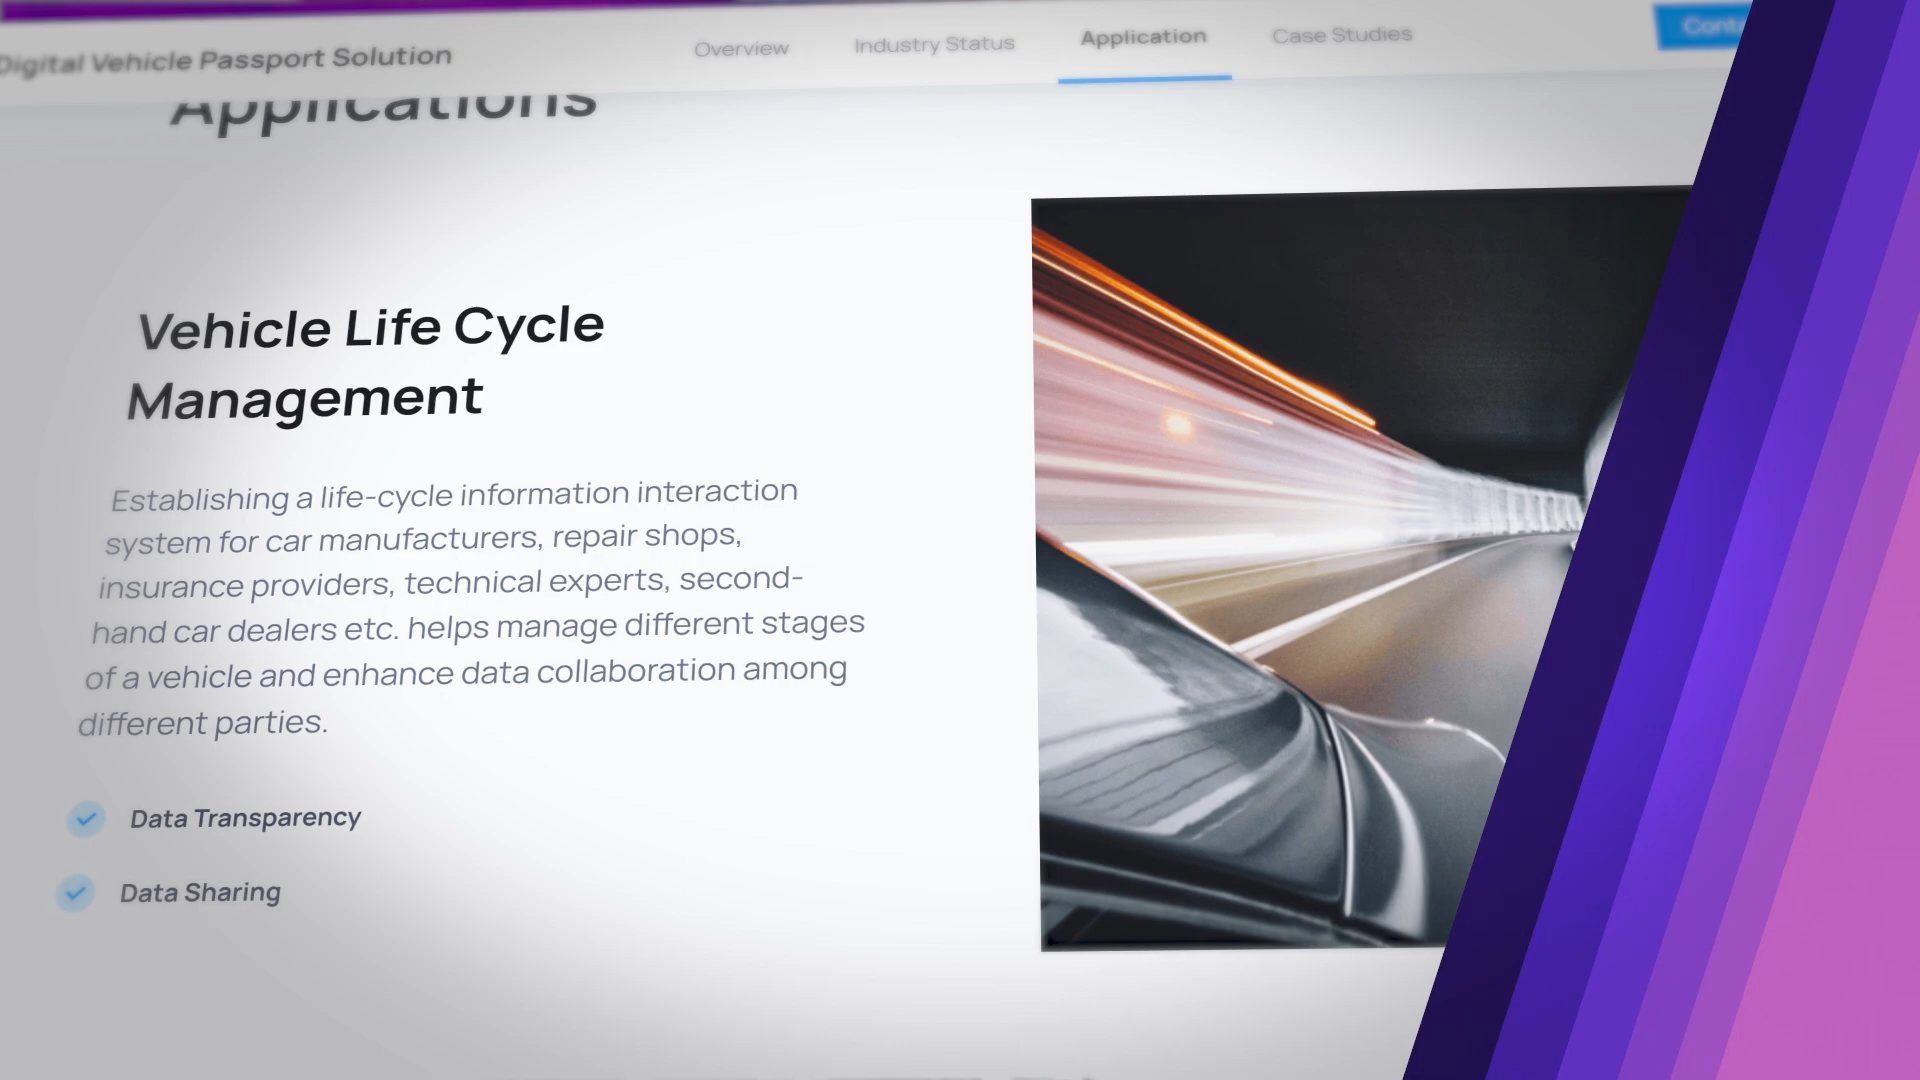 Digital Vehicle Passport Solution
Overview
Industry Status
Application
Case Studies
Applications
Vehicle Life Cycle
Management
Establishing a life-cycle information interaction
system for car manufacturers, repair shops,
insurance providers, technical experts, second-
hand car dealers etc. helps manage different stages
of a vehicle and enhance data collaboration among
different parties.
Data Transparency
Data Sharing